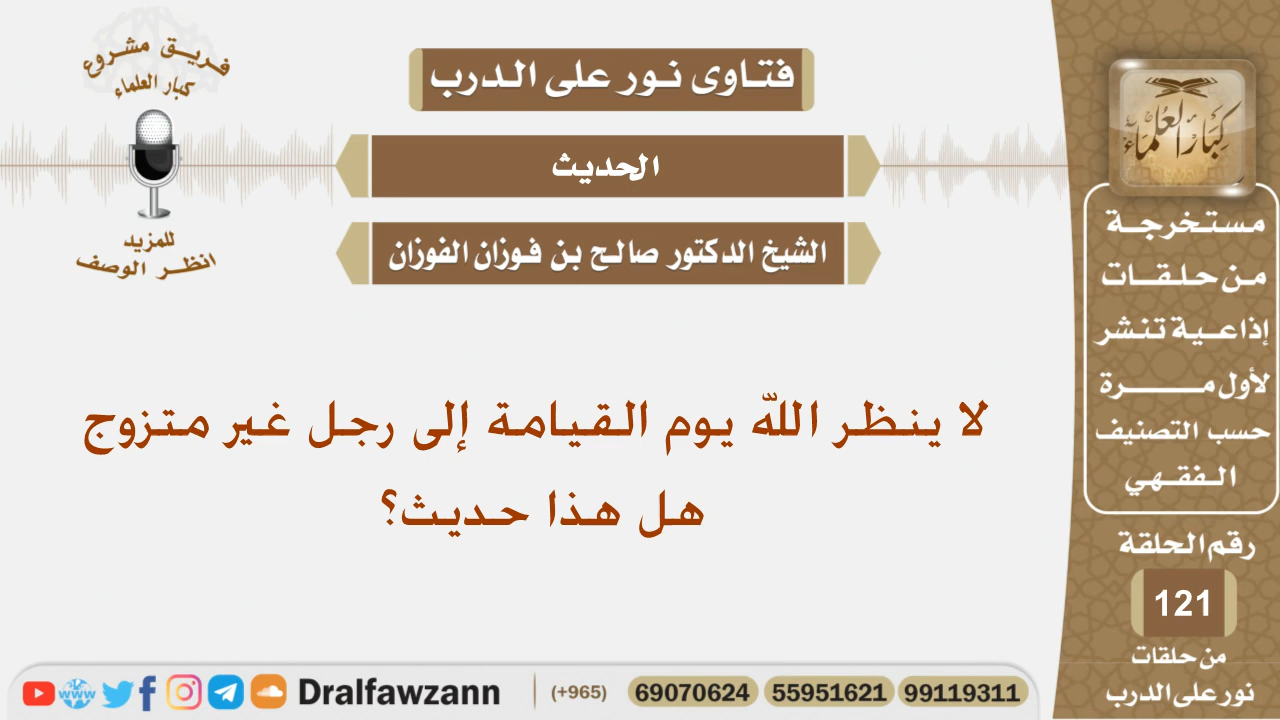 فريق مشروع
كبار العلماء
للمزيد
انظر الوصف
فتاوى نور على الدرب
الحديث
الشيخ الدكتور صالح بن فوزان الفوزان
لا ينظر الله يوم القيامة إلى رجل غير متزوج
هل هذا حديث؟
كبار العلماء
مستخرجة
من حلقات
إذاعية تنشر
لأول مرة
حسب التصنيف
الفقهي
رقم الحلقة
121
من حلقات
نور على الدرب
www
Dralfawzann
(+965)
69070624
55951621
99119311